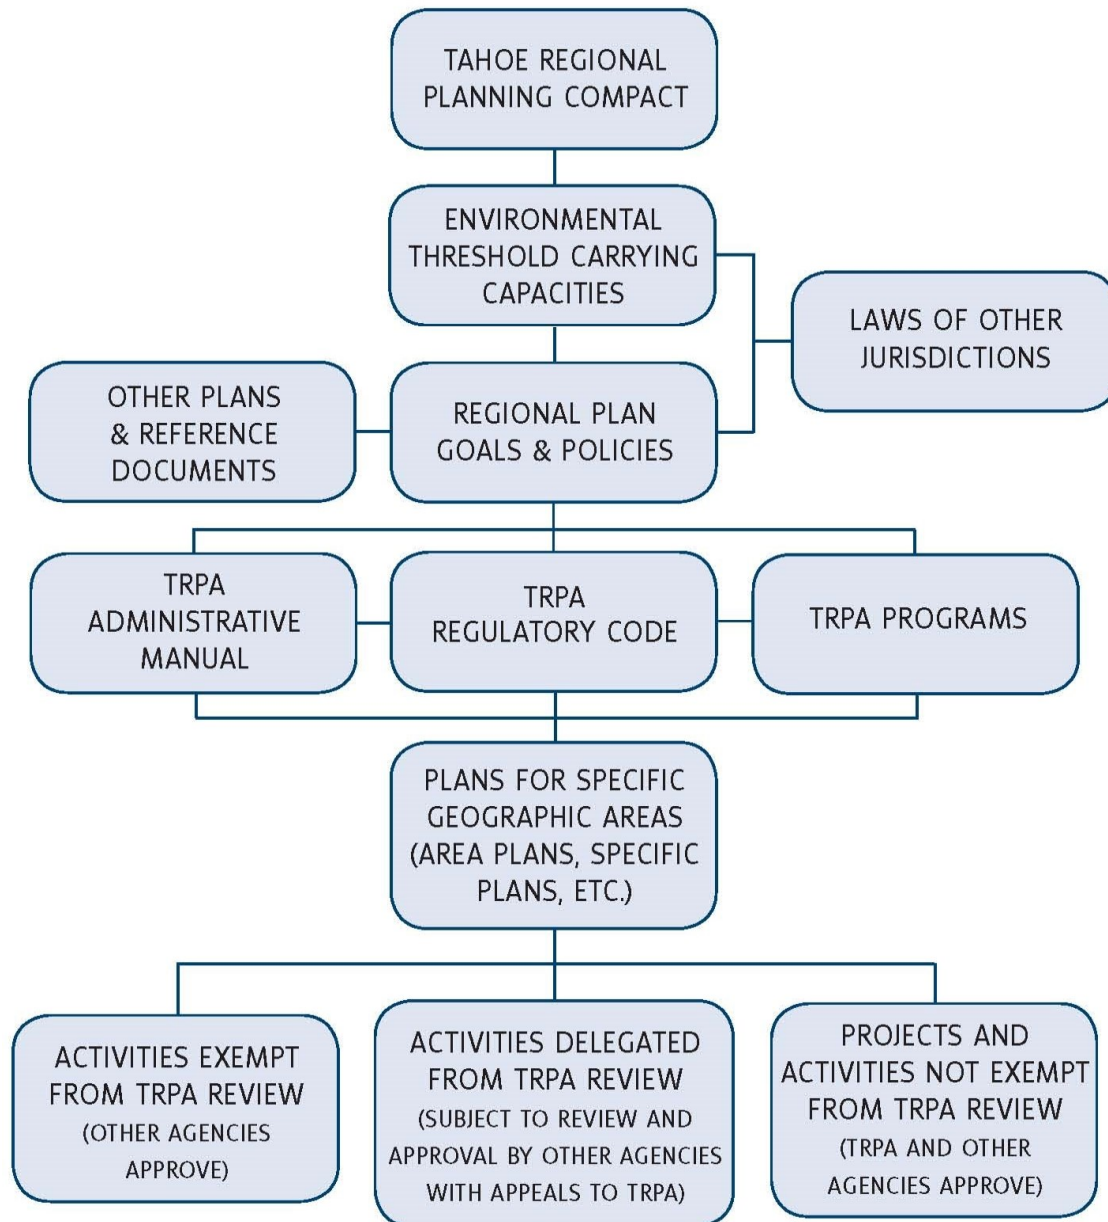 TAHOE REGIONAL
PLANNING COMPACT
ENVIRONMENTAL
THRESHOLD CARRYING
CAPACITIES
LAWS OF OTHER
JURISDICTIONS
OTHER PLANS
& REFERENCE
DOCUMENTS
REGIONAL PLAN
GOALS & POLICIES
TRPA
ADMINISTRATIVE
MANUAL
TRPA
REGULATORY CODE
TRPA PROGRAMS
PLANS FOR SPECIFIC
GEOGRAPHIC AREAS
(AREA PLANS, SPECIFIC
PLANS, ETC.)
ACTIVITIES EXEMPT
FROM TRPA REVIEW
(OTHER AGENCIES
APPROVE)
ACTIVITIES DELEGATED
FROM TRPA REVIEW
(SUBJECT TO REVIEW AND
APPROVAL BY OTHER AGENCIES
WITH APPEALS TO TRPA)
PROJECTS AND
ACTIVITIES NOT EXEMPT
FROM TRPA REVIEW
(TRPA AND OTHER
AGENCIES APPROVE)